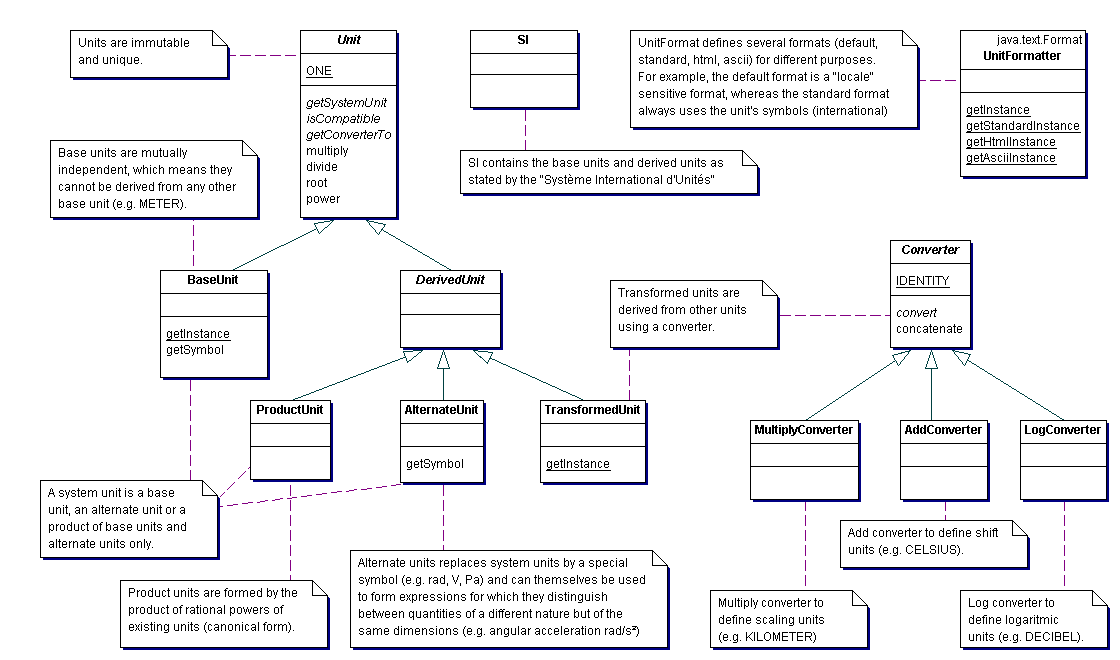 Units are immutable
and unique.
Unit
ONE
getSystemUnit
isCompatible
getConverterTo
multiply
divide
root
power
SI
SI contains the base units and derived units as
stated by the "Système International d'Unités"
UnitFormat defines several formats (default,
standard, html, ascii) for different purposes.
For example, the default format is a "locale"
sensitive format, whereas the standard format
always uses the unit's symbols (international)
java.text.Format
UnitFormatter
getInstance
getStandardInstance
getHtmlInstance
getAsciiInstance
Base units are mutually
independent, which means they
cannot be derived from any other
base unit (e.g. METER).
BaseUnit
getInstance
getSymbol
DerivedUnit
Transformed units are
derived from other units
using a converter.
Converter
IDENTITY
convert
concatenate
ProductUnit
AlternateUnit
getSymbol
TransformedUnit
getInstance
MultiplyConverter
AddConverter
LogConverter
A system unit is a base
unit, an alternate unit or a
product of base units and
alternate units only.
Product units are formed by the
product of rational powers of
existing units (canonical form).
Alternate units replaces system units by a special
symbol (e.g. rad, V, Pa) and can themselves be used
to form expressions for which they distinguish
between quantities of a different nature but of the
same dimensions (e.g. angular acceleration rad/s²)
Add converter to define shift
units (e.g. CELSIUS).
Multiply converter to
define scaling units
(e.g. KILOMETER)
Log converter to
define logaritmic
units (e.g. DECIBEL).